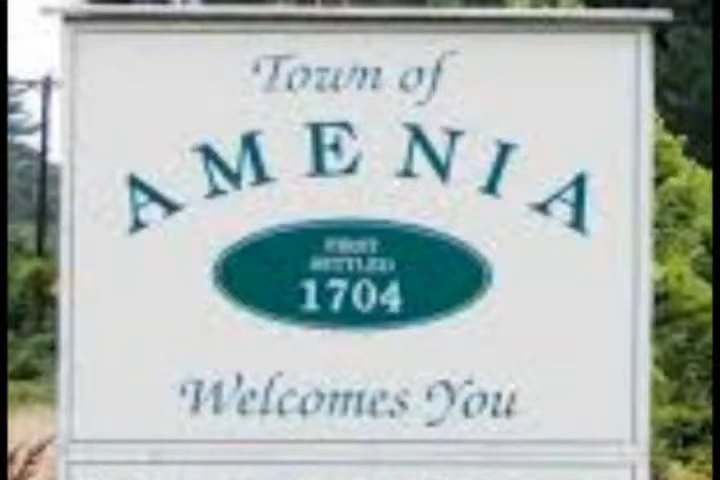 Town of
AMENIA
FIRST
SETTLED
1704
Welcomes You